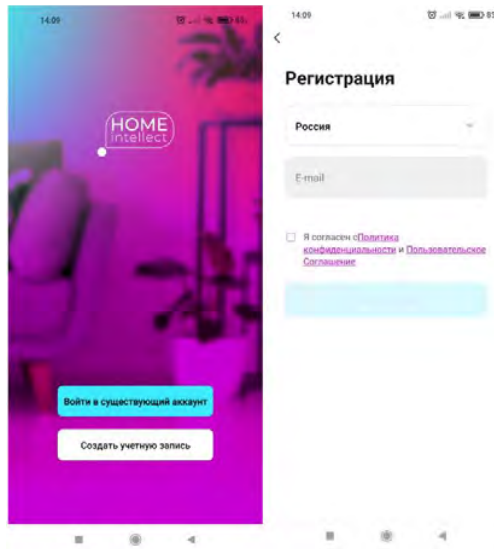 14.09
HOME
intellect
Войти в существующий аккаунт
Создать учетную запись
14.09
Регистрация
Россия
E-mail
Я согласен сПолитика
конфиденциальности и Пользовательское
Соглашение